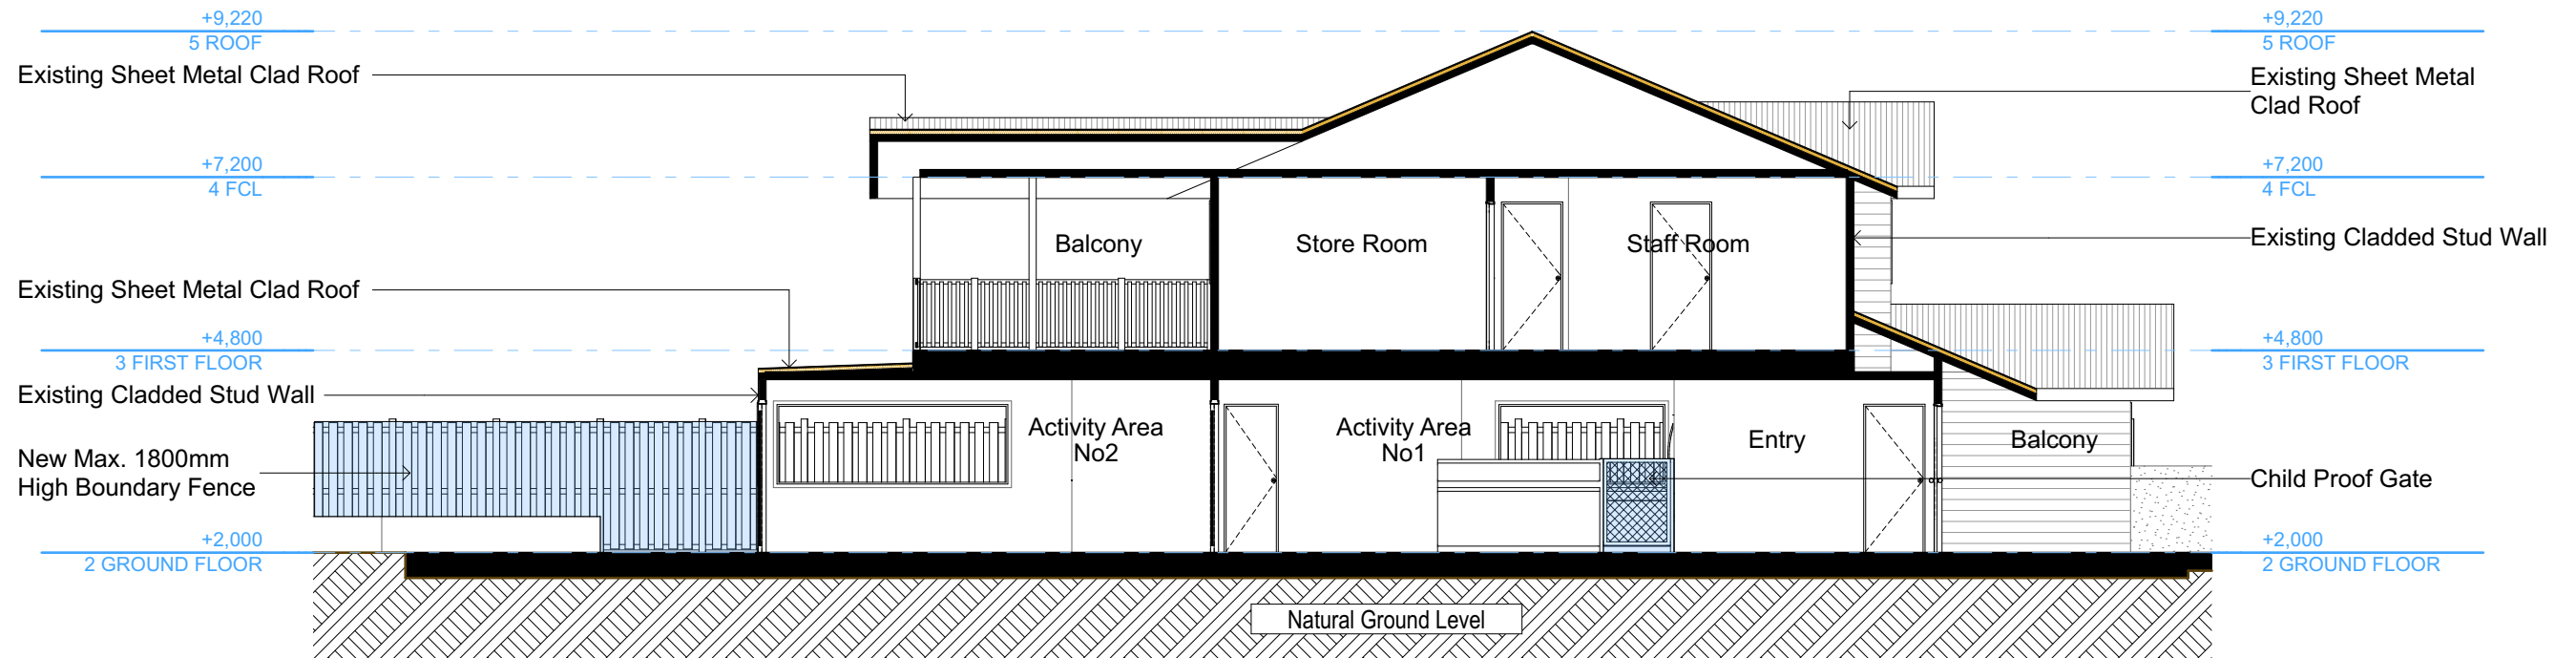 +9,220
5 ROOF
Existing Sheet Metal Clad Roof
+7,200
4 FCL
Existing Sheet Metal Clad Roof
+4,800
3 FIRST FLOOR
Existing Cladded Stud Wall
New Max. 1800mm
High Boundary Fence
+2,000
2 GROUND FLOOR
Balcony
Store Room
Staff Room
Activity Area
No2
Activity Area
No1
Entry
Balcony
Natural Ground Level
+9,220
5 ROOF
Existing Sheet Metal
Clad Roof
+7,200
4 FCL
Existing Cladded Stud Wall
+4,800
3 FIRST FLOOR
Child Proof Gate
+2,000
2 GROUND FLOOR